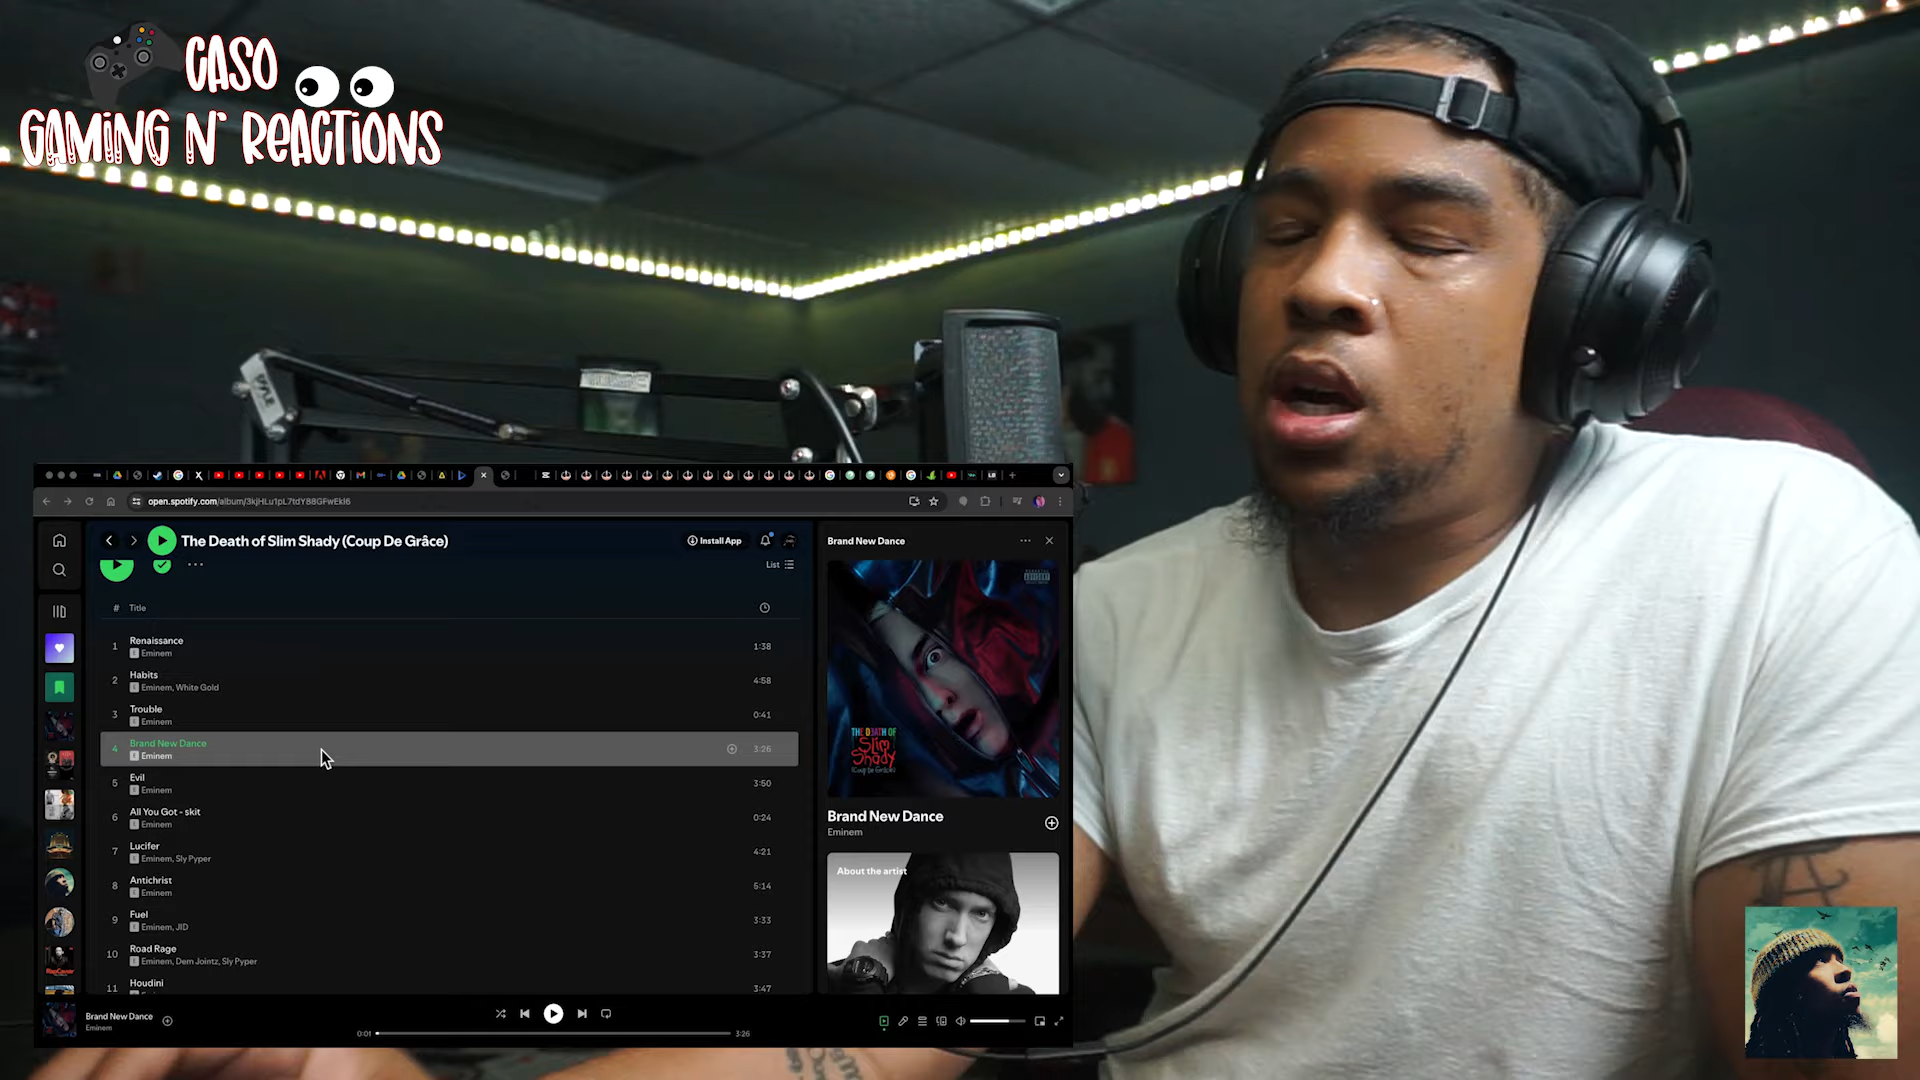 CASO
GAMING N' REACTIONS
PYLE
open.spotify.com/album/3kjHLu1pL7tdY88GFwEkl6
The Death of Slim Shady (Coup De Grâce)
Install App
List
# Title
1 Renaissance 1:38
E Eminem
2 Habits 4:58
E Eminem, White Gold
3 Trouble 0:41
E Eminem
4 Brand New Dance 3:26
E Eminem
5 Evil 3:50
E Eminem
6 All You Got - skit 0:24
E Eminem
7 Lucifer 4:21
E Eminem, Sly Pyper
8 Antichrist 5:14
E Eminem
9 Fuel 3:33
E Eminem, JID
10 Road Rage 3:37
E Eminem, Dem Jointz, Sly Pyper
11 Houdini 3:47
Brand New Dance
THE DEATH OF
Slim
Shady
(Coup De Grâce)
Brand New Dance
Eminem
About the artist
Brand New Dance
Eminem
0:01
3:26